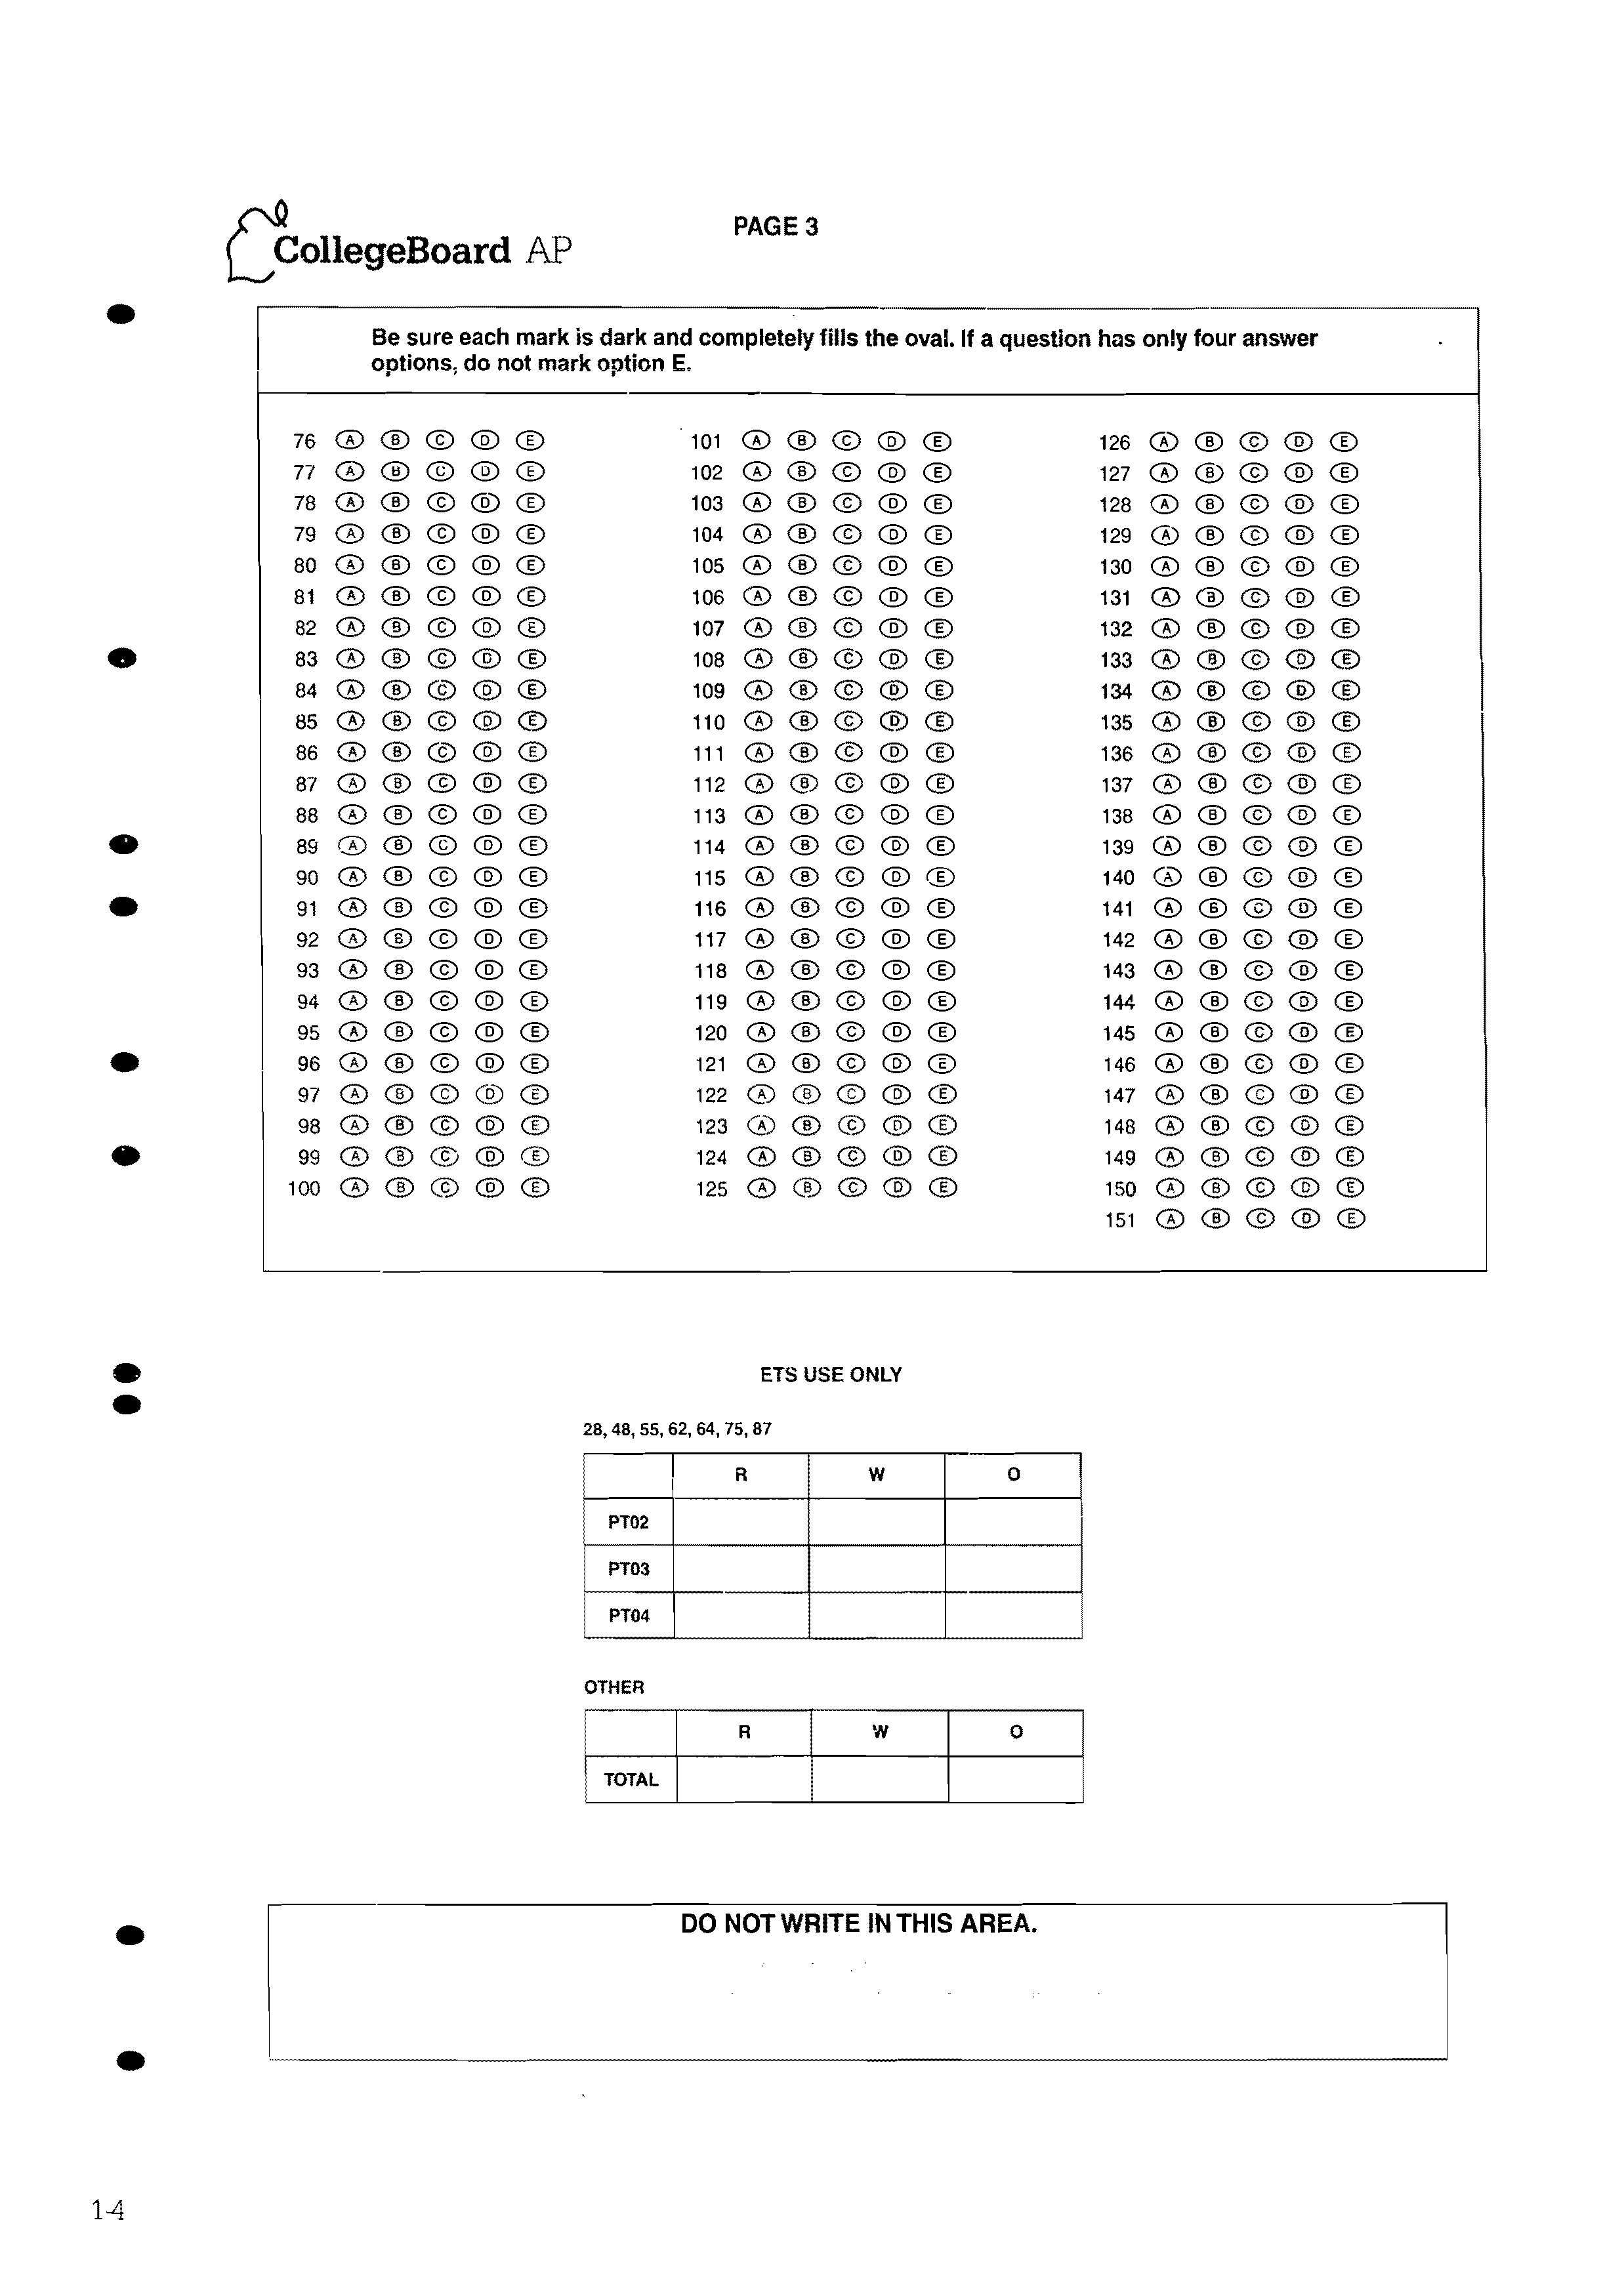 CollegeBoard AP
PAGE 3
Be sure each mark is dark and completely fills the oval. If a question has only four answer
options, do not mark option E.
76 A B C D E
77 A B C D E
78 A B C D E
79 A B C D E
80 A B C D E
81 A B C D E
82 A B C D E
83 A B C D E
84 A B C D E
85 A B C D E
86 A B C D E
87 A B C D E
88 A B C D E
89 A B C D E
90 A B C D E
91 A B C D E
92 A B C D E
93 A B C D E
94 A B C D E
95 A B C D E
96 A B C D E
97 A B C D E
98 A B C D E
99 A B C D E
100 A B C D E
101 A B C D E
102 A B C D E
103 A B C D E
104 A B C D E
105 A B C D E
106 A B C D E
107 A B C D E
108 A B C D E
109 A B C D E
110 A B C D E
111 A B C D E
112 A B C D E
113 A B C D E
114 A B C D E
115 A B C D E
116 A B C D E
117 A B C D E
118 A B C D E
119 A B C D E
120 A B C D E
121 A B C D E
122 A B C D E
123 A B C D E
124 A B C D E
125 A B C D E
126 A B C D E
127 A B C D E
128 A B C D E
129 A B C D E
130 A B C D E
131 A B C D E
132 A B C D E
133 A B C D E
134 A B C D E
135 A B C D E
136 A B C D E
137 A B C D E
138 A B C D E
139 A B C D E
140 A B C D E
141 A B C D E
142 A B C D E
143 A B C D E
144 A B C D E
145 A B C D E
146 A B C D E
147 A B C D E
148 A B C D E
149 A B C D E
150 A B C D E
151 A B C D E
ETS USE ONLY
28, 48, 55, 62, 64, 75, 87
R W O
PT02
PT03
PT04
OTHER
R W O
TOTAL
DO NOT WRITE IN THIS AREA.
1-4